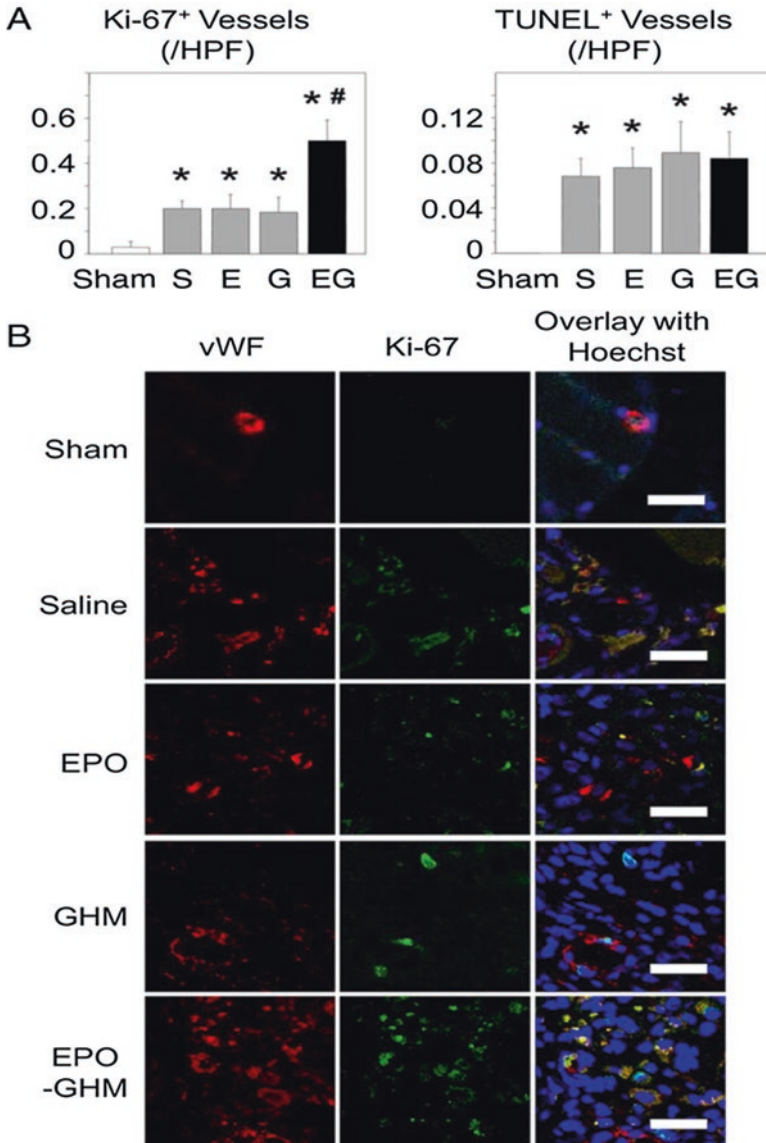 A
Ki-67+ Vessels
(/HPF)
0.6
0.4
0.2
0
* * * * #
Sham S E G EG
TUNEL+ Vessels
(/HPF)
0.12
0.08
0.04
0
* * * *
Sham S E G EG
B
vWF Ki-67 Overlay with
Hoechst
Sham
Saline
EPO
GHM
EPO
-GHM